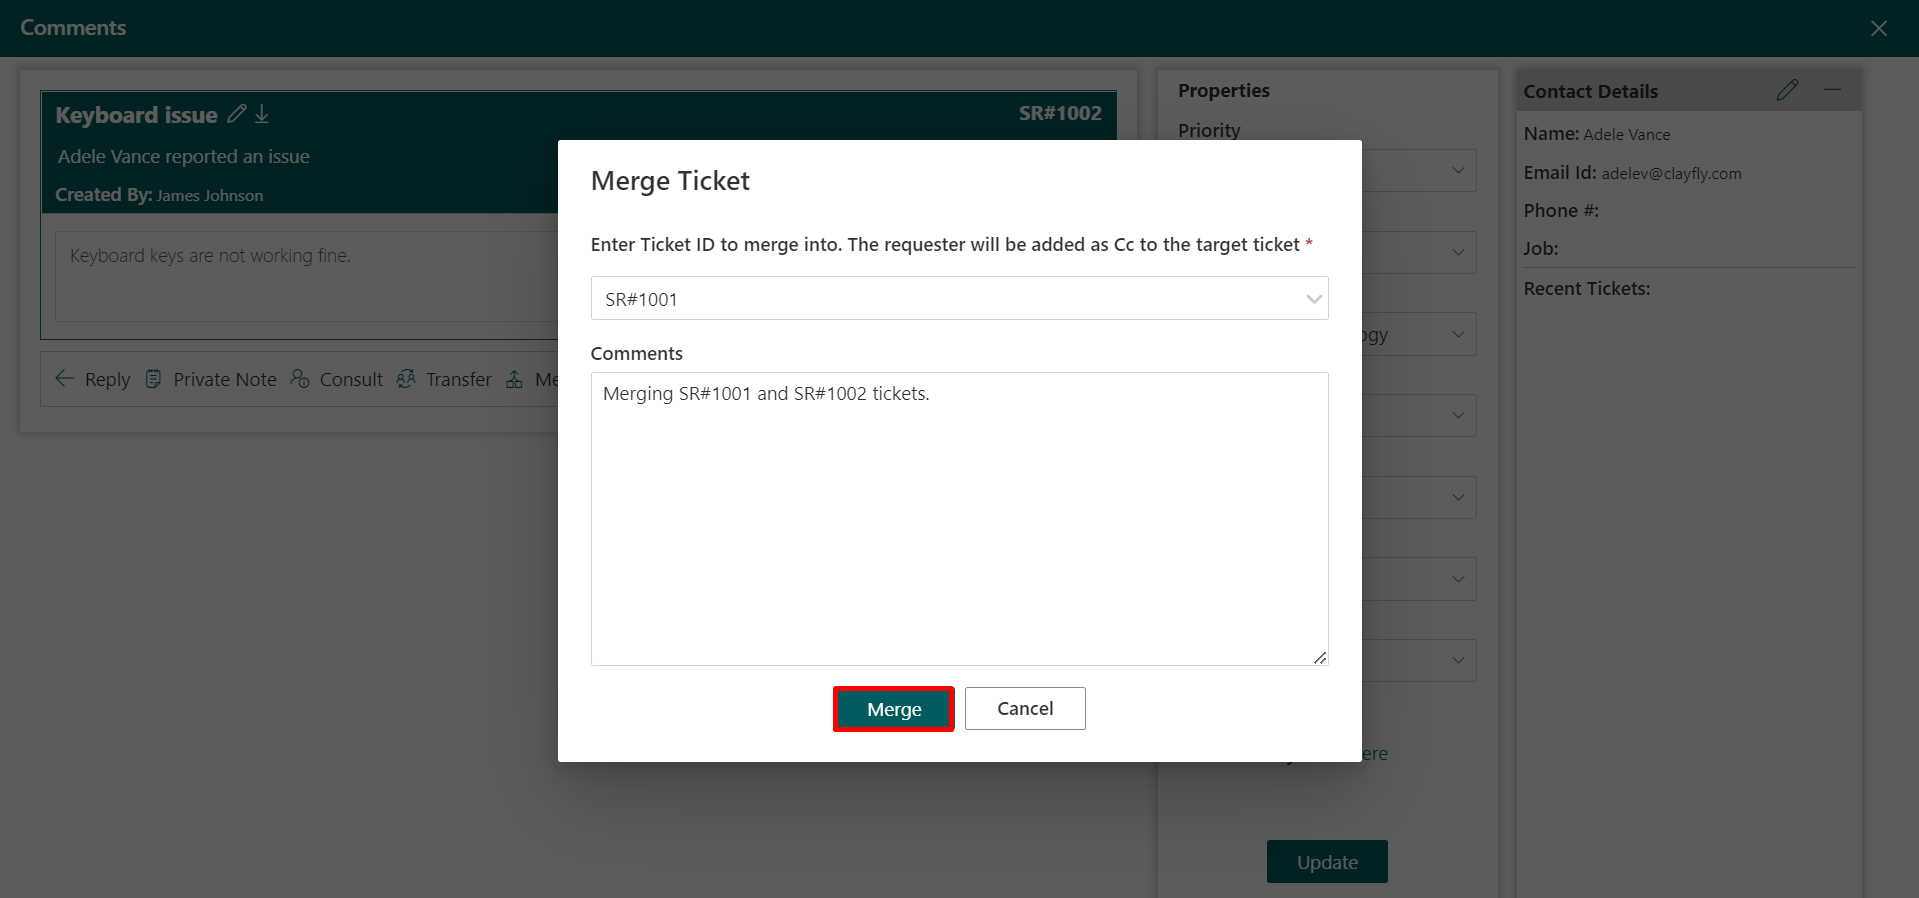 Comments
Keyboard issue
SR#1002
Adele Vance reported an issue
Created By: James Johnson
Keyboard keys are not working fine.
Reply Private Note Consult Transfer
Merge Ticket
Enter Ticket ID to merge into. The requester will be added as Cc to the target ticket *
SR#1001
Comments
Merging SR#1001 and SR#1002 tickets.
Merge Cancel
Properties
Priority
Update
Contact Details
Name: Adele Vance
Email Id: adelev@clayfly.com
Phone #:
Job:
Recent Tickets: